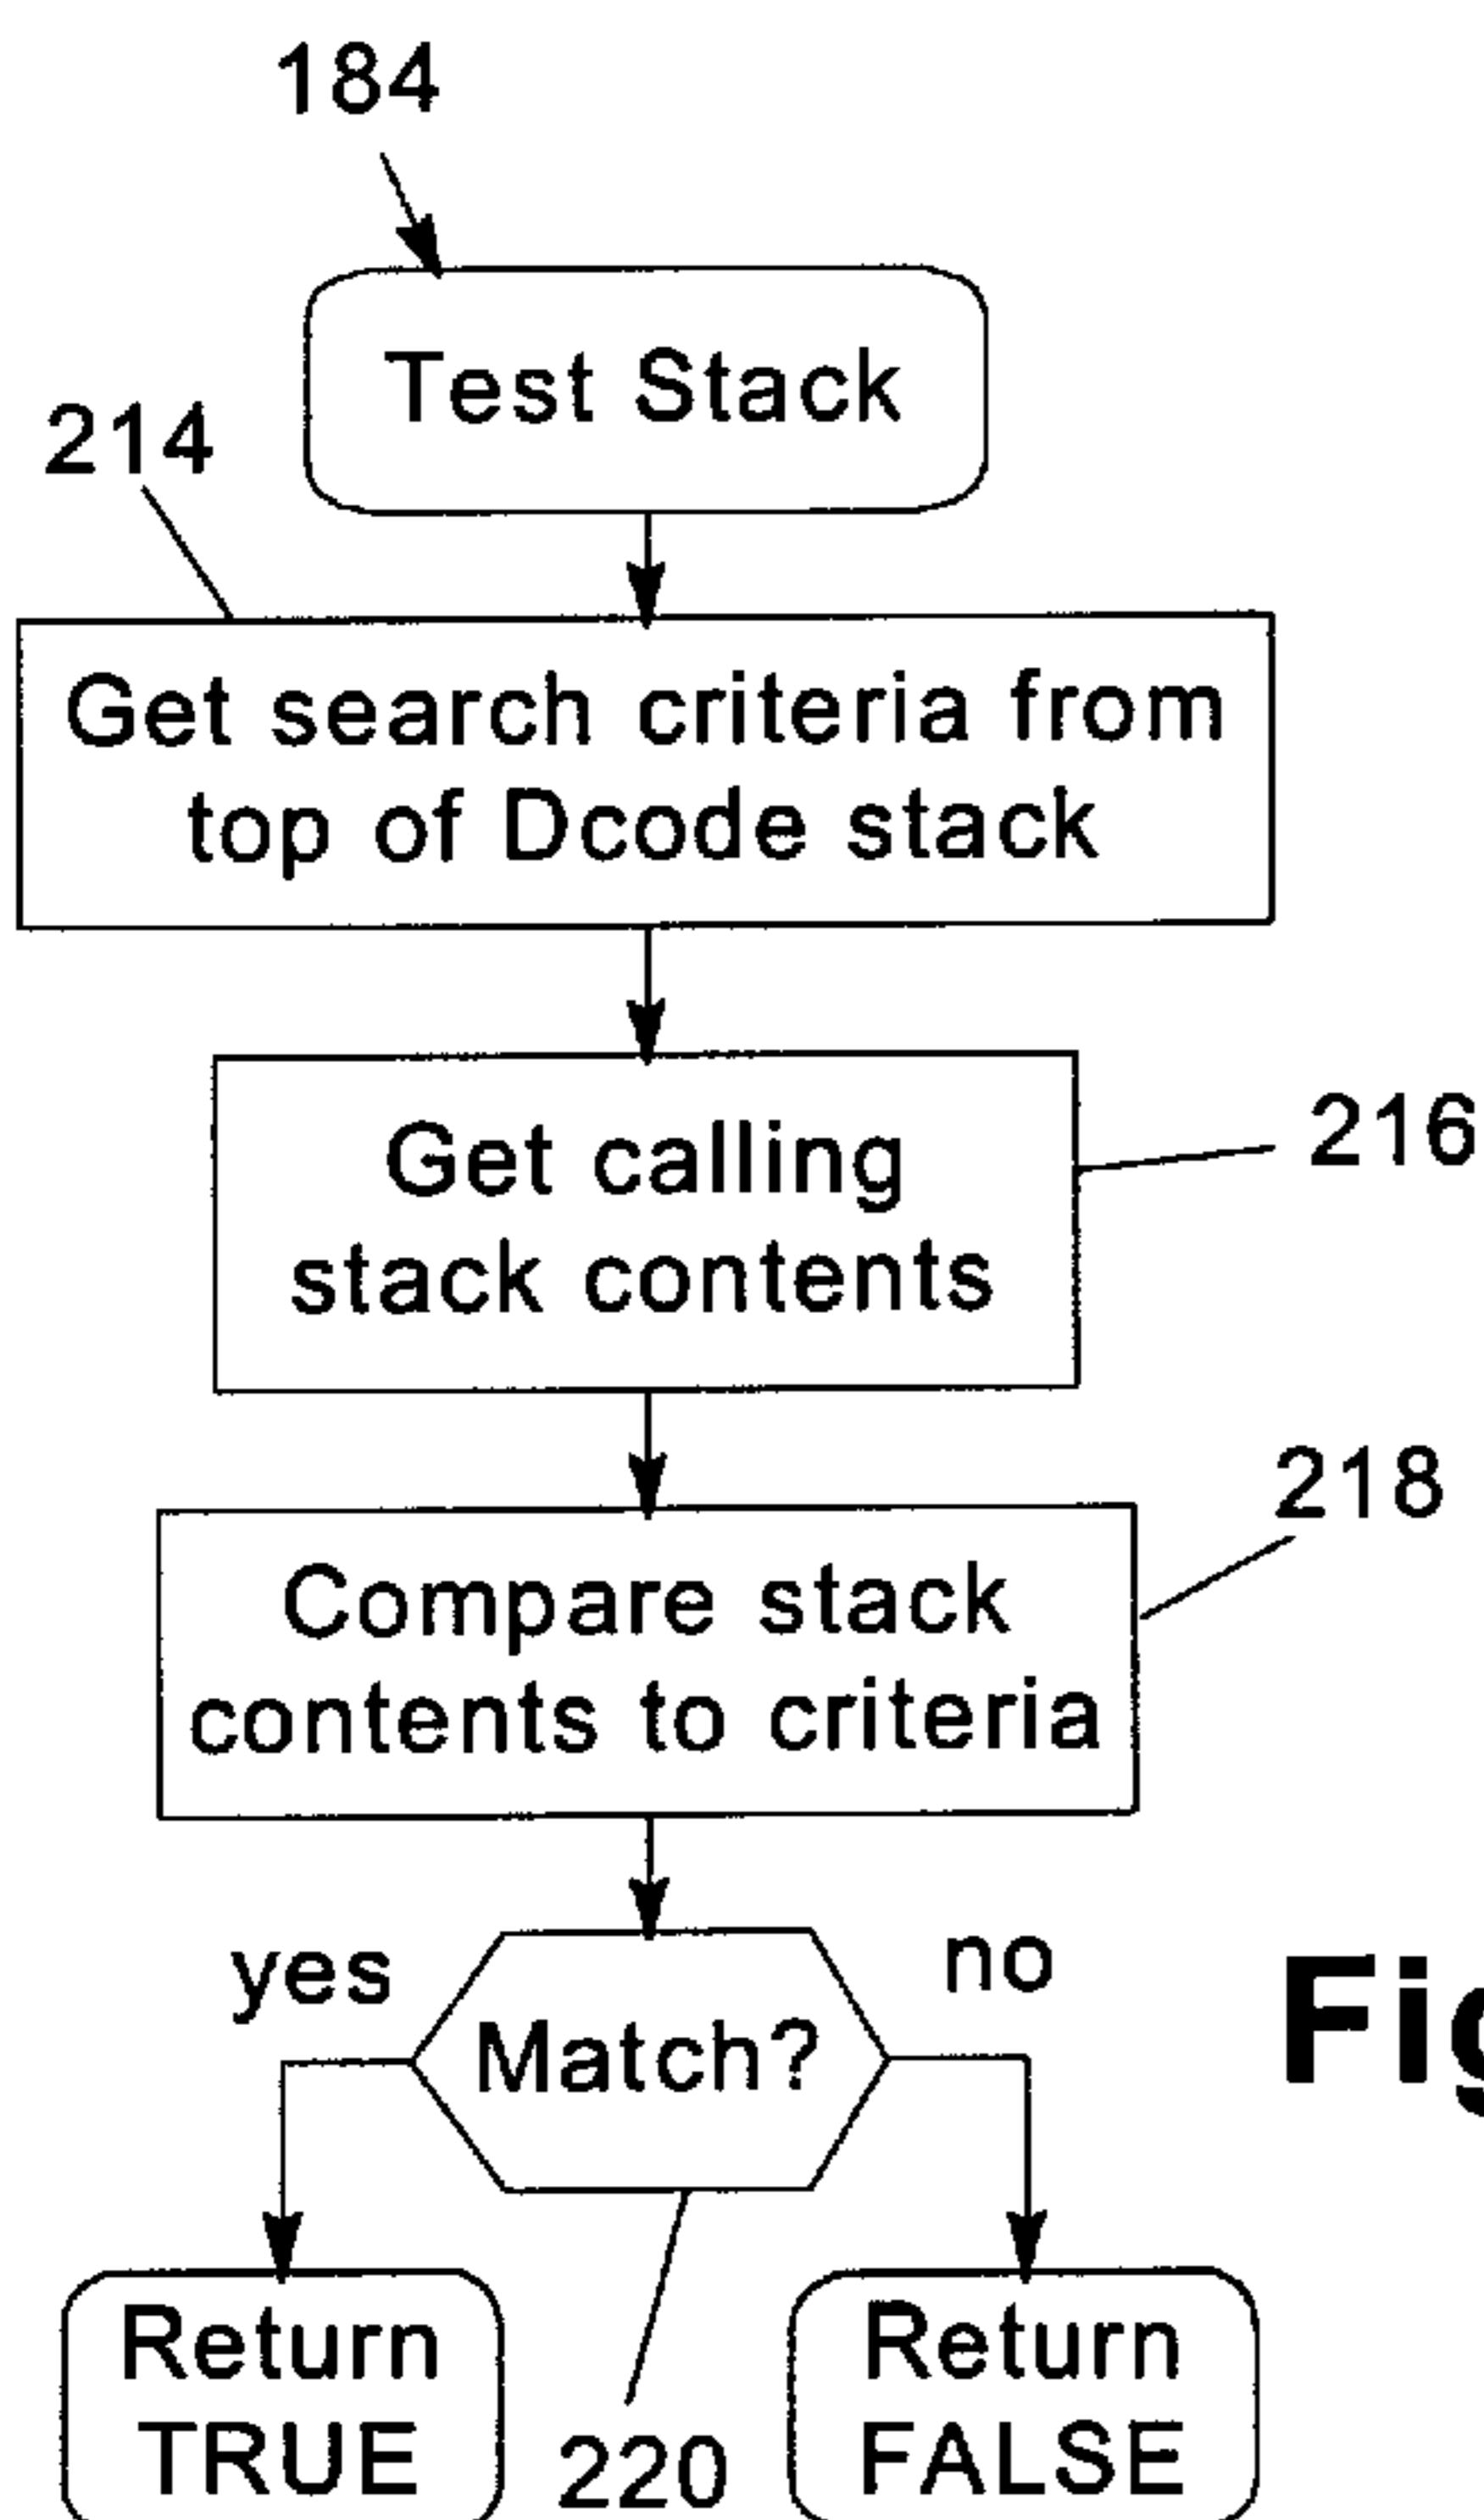 184
Test Stack
214
Get search criteria from
top of Dcode stack
Get calling
stack contents
216
218
Compare stack
contents to criteria
yes
no
Match?
Return
TRUE
220
Return
FALSE